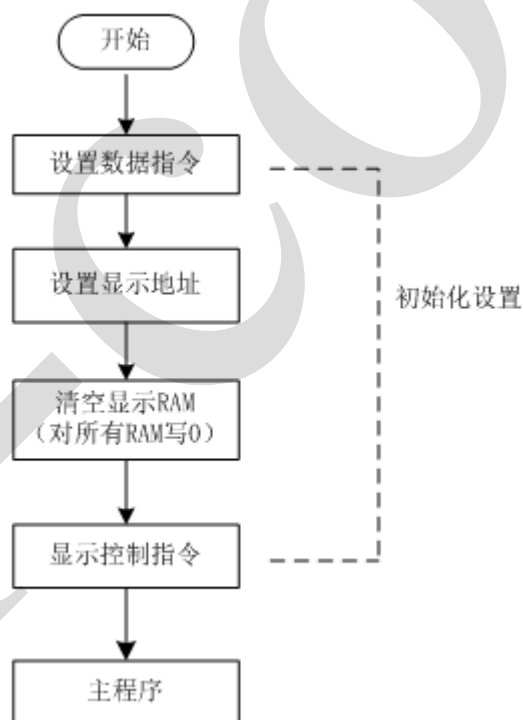 开始
设置数据指令
设置显示地址
初始化设置
清空显示RAM
（对所有RAM写0）
显示控制指令
主程序